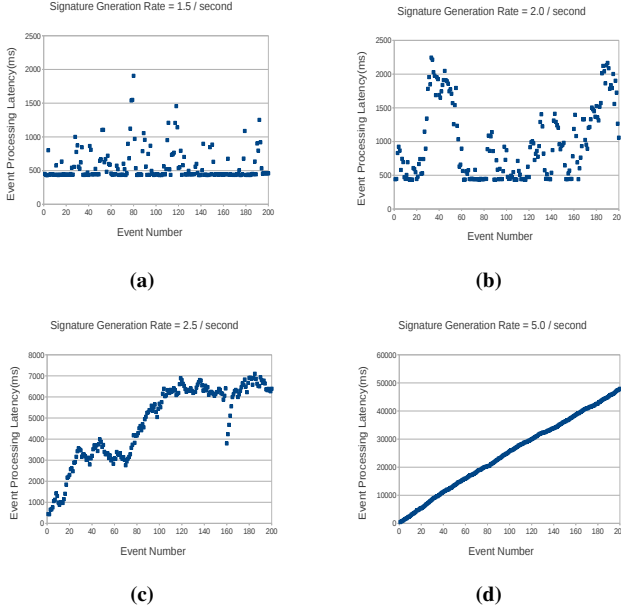 Signature Gneration Rate = 1.5 / second
Event Processing Latency(ms)
2500
2000
1500
1000
500
0
0 20 40 60 80 100 120 140 160 180 200
Event Number
(a)
Signature Generation Rate = 2.0 / second
Event Processing Latency(ms)
2500
2000
1500
1000
500
0
0 20 40 60 80 100 120 140 160 180 200
Event Number
(b)
Signature Generation Rate = 2.5 / second
Event Processing Latency(ms)
8000
7000
6000
5000
4000
3000
2000
1000
0
0 20 40 60 80 100 120 140 160 180 200
Event Number
(c)
Signature Generation Rate = 5.0 / second
Event Processing Latency(ms)
60000
50000
40000
30000
20000
10000
0
0 20 40 60 80 100 120 140 160 180 200
Event Number
(d)